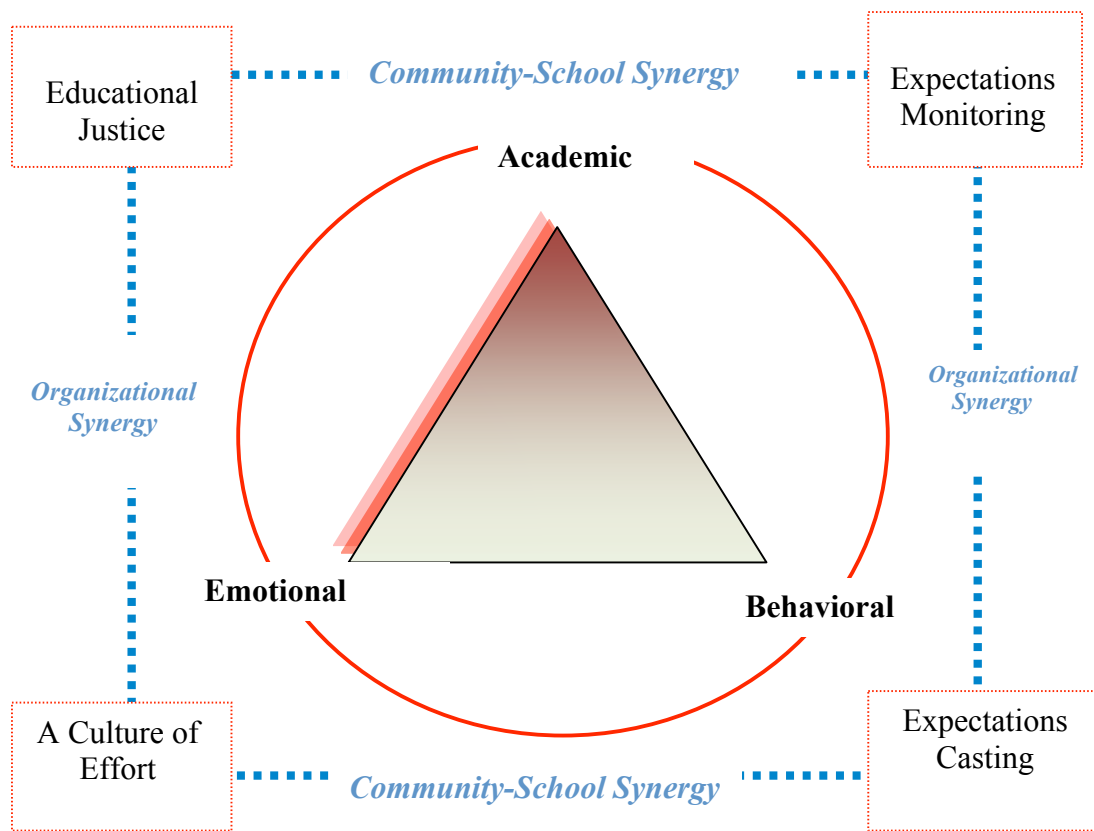 Educational
Justice
Community-School Synergy
Expectations
Monitoring
Academic
Organizational
Synergy
Organizational
Synergy
Emotional
Behavioral
A Culture of
Effort
Community-School Synergy
Expectations
Casting